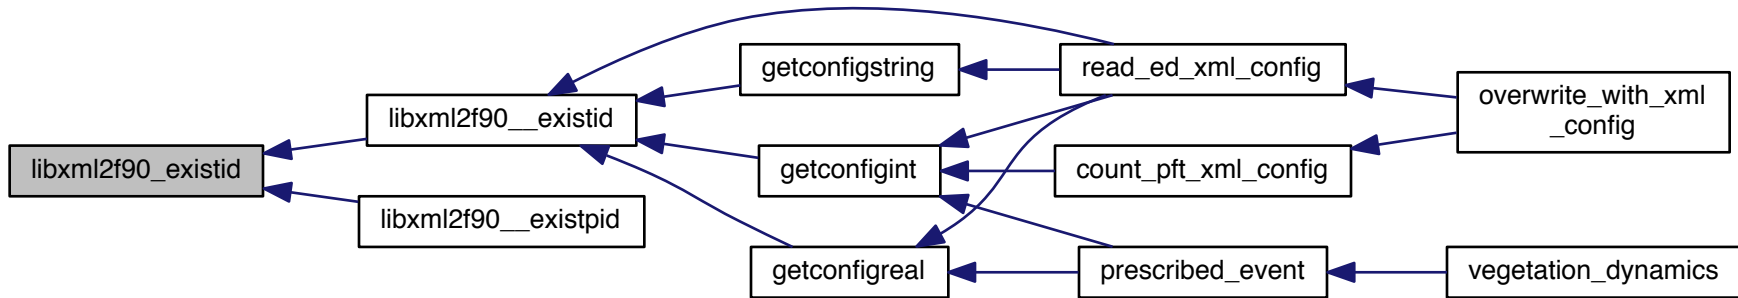 libxml2f90_existid
libxml2f90__existid
libxml2f90__existpid
getconfigstring
getconfigint
getconfigreal
read_ed_xml_config
count_pft_xml_config
prescribed_event
overwrite_with_xml
_config
vegetation_dynamics